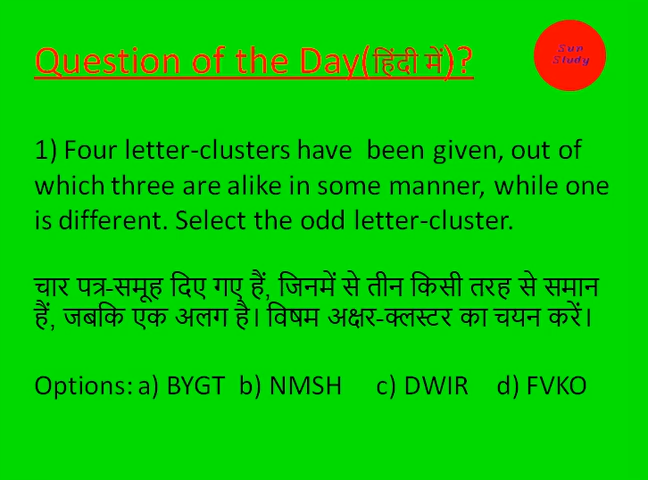 Question of the Day(हिंदी में)?
Sun
Study
1) Four letter-clusters have been given, out of
which three are alike in some manner, while one
is different. Select the odd letter-cluster.
चार पत्र-समूह दिए गए हैं, जिनमें से तीन किसी तरह से समान
हैं, जबकि एक अलग है। विषम अक्षर-क्लस्टर का चयन करें।
Options: a) BYGT b) NMSH c) DWIR d) FVKO